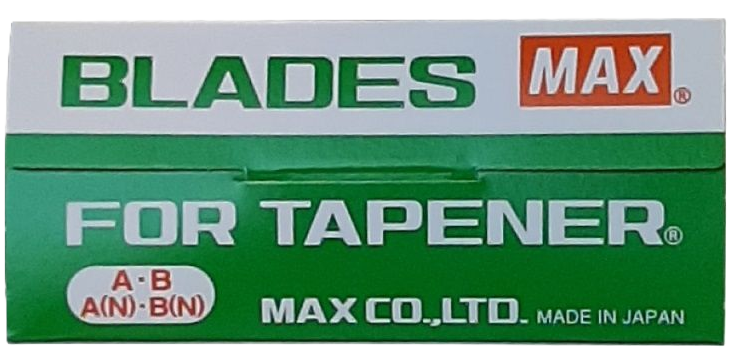 BLADES MAX®
FOR TAPENER®
A·B
A(N)·B(N)
MAX CO.,LTD. MADE IN JAPAN